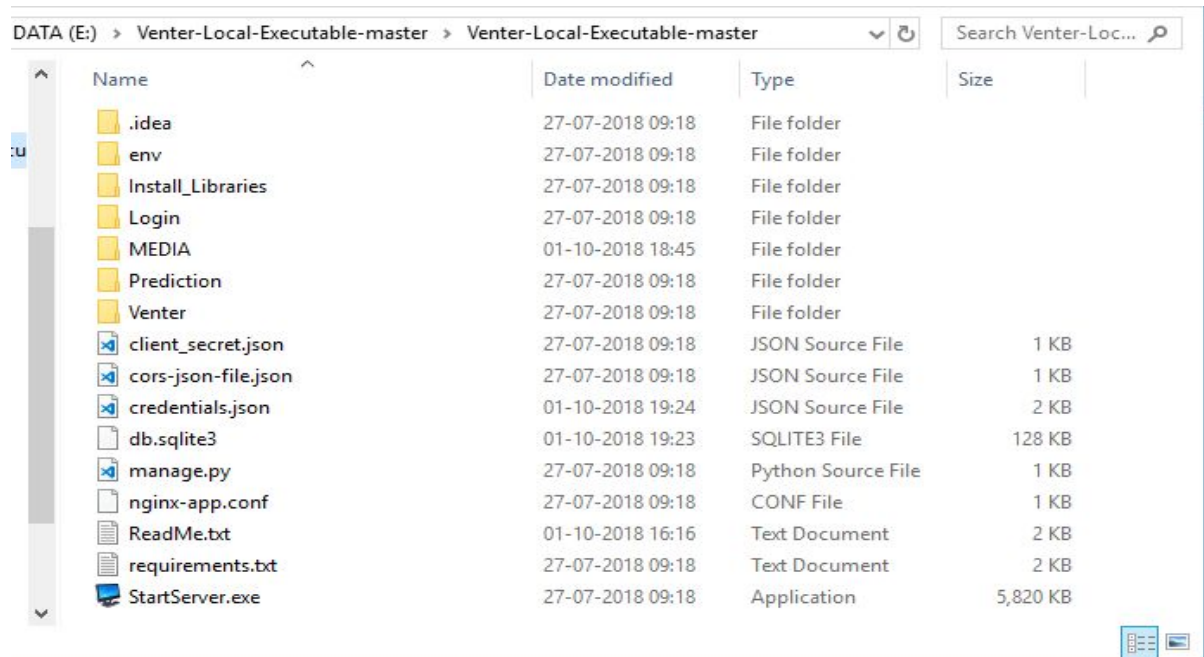 DATA (E:) > Venter-Local-Executable-master > Venter-Local-Executable-master Search Venter-Loc...
Name Date modified Type Size
.idea 27-07-2018 09:18 File folder
env 27-07-2018 09:18 File folder
Install_Libraries 27-07-2018 09:18 File folder
Login 27-07-2018 09:18 File folder
MEDIA 01-10-2018 18:45 File folder
Prediction 27-07-2018 09:18 File folder
Venter 27-07-2018 09:18 File folder
client_secret.json 27-07-2018 09:18 JSON Source File 1 KB
cors-json-file.json 27-07-2018 09:18 JSON Source File 1 KB
credentials.json 01-10-2018 19:24 JSON Source File 2 KB
db.sqlite3 01-10-2018 19:23 SQLITE3 File 128 KB
manage.py 27-07-2018 09:18 Python Source File 1 KB
nginx-app.conf 27-07-2018 09:18 CONF File 1 KB
ReadMe.txt 01-10-2018 16:16 Text Document 2 KB
requirements.txt 27-07-2018 09:18 Text Document 2 KB
StartServer.exe 27-07-2018 09:18 Application 5,820 KB